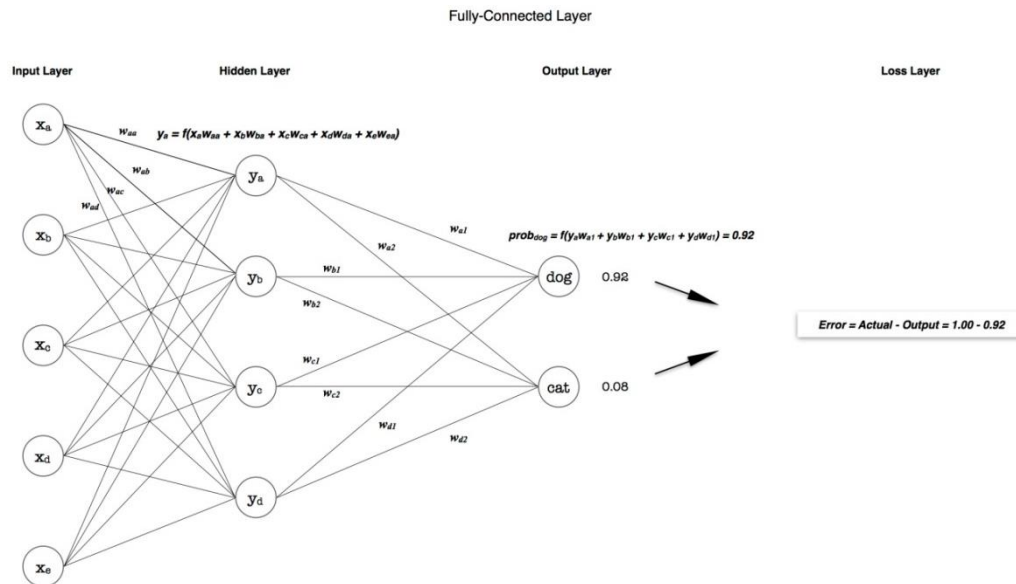 Fully-Connected Layer
Input Layer
Hidden Layer
Output Layer
Loss Layer
xa
waa
ya = f(xawaa + xbwba + xcwca + xdwda + xewea)
wab
ya
wac
wad
xb
wa1
probdog = f(yawa1 + ybwb1 + ycwc1 + ydwd1) = 0.92
wa2
yb
wb1
dog
0.92
wb2
Error = Actual - Output = 1.00 - 0.92
xc
wc1
yc
wc2
cat
0.08
wd1
wd2
xd
yd
xe